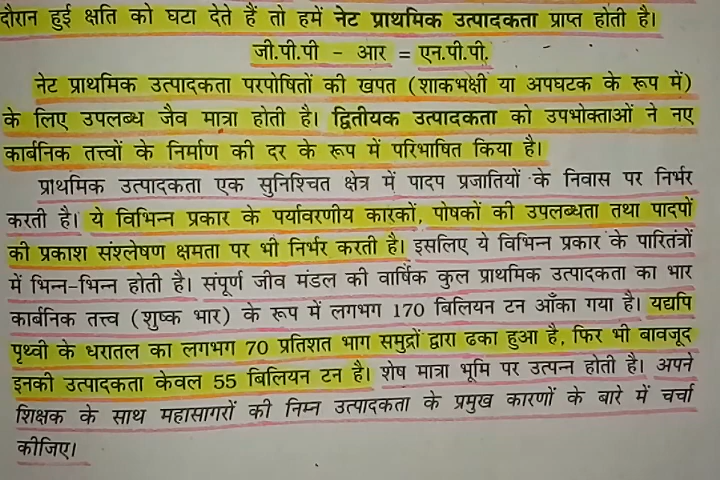 दौरान हुई क्षति को घटा देते हैं तो हमें नेट प्राथमिक उत्पादकता प्राप्त होती है।
जी.पी.पी - आर = एन.पी.पी.
नेट प्राथमिक उत्पादकता परपोषितों की खपत (शाकभक्षी या अपघटक के रूप में)
के लिए उपलब्ध जैव मात्रा होती है। द्वितीयक उत्पादकता को उपभोक्ताओं ने नए
कार्बनिक तत्त्वों के निर्माण की दर के रूप में परिभाषित किया है।
प्राथमिक उत्पादकता एक सुनिश्चित क्षेत्र में पादप प्रजातियों के निवास पर निर्भर
करती है। ये विभिन्न प्रकार के पर्यावरणीय कारकों, पोषकों की उपलब्धता तथा पादपों
की प्रकाश संश्लेषण क्षमता पर भी निर्भर करती है। इसलिए ये विभिन्न प्रकार के पारितंत्रों
में भिन्न-भिन्न होती है। संपूर्ण जीव मंडल की वार्षिक कुल प्राथमिक उत्पादकता का भार
कार्बनिक तत्त्व (शुष्क भार) के रूप में लगभग 170 बिलियन टन आँका गया है। यद्यपि
पृथ्वी के धरातल का लगभग 70 प्रतिशत भाग समुद्रों द्वारा ढका हुआ है, फिर भी बावजूद
इनकी उत्पादकता केवल 55 बिलियन टन है। शेष मात्रा भूमि पर उत्पन्न होती है। अपने
शिक्षक के साथ महासागरों की निम्न उत्पादकता के प्रमुख कारणों के बारे में चर्चा
कीजिए।